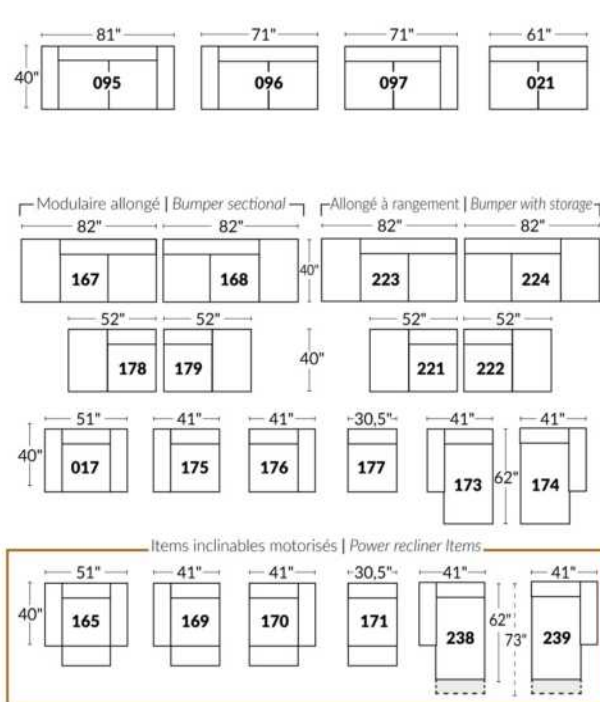 81" 71" 71" 61"
40" 095 096 097 021
Modulaire allongé | Bumper sectional Allongé à rangement | Bumper with storage
82" 82" 82" 82"
167 168 40" 223 224
52" 52" 52" 52"
178 179 40" 221 222
51" 41" 41" 30,5" 41" 41"
40" 017 175 176 177 173 62" 174
Items inclinables motorisés | Power recliner Items
51" 41" 41" 30,5" 41" 41"
40" 165 169 170 171 238 62" 73" 239